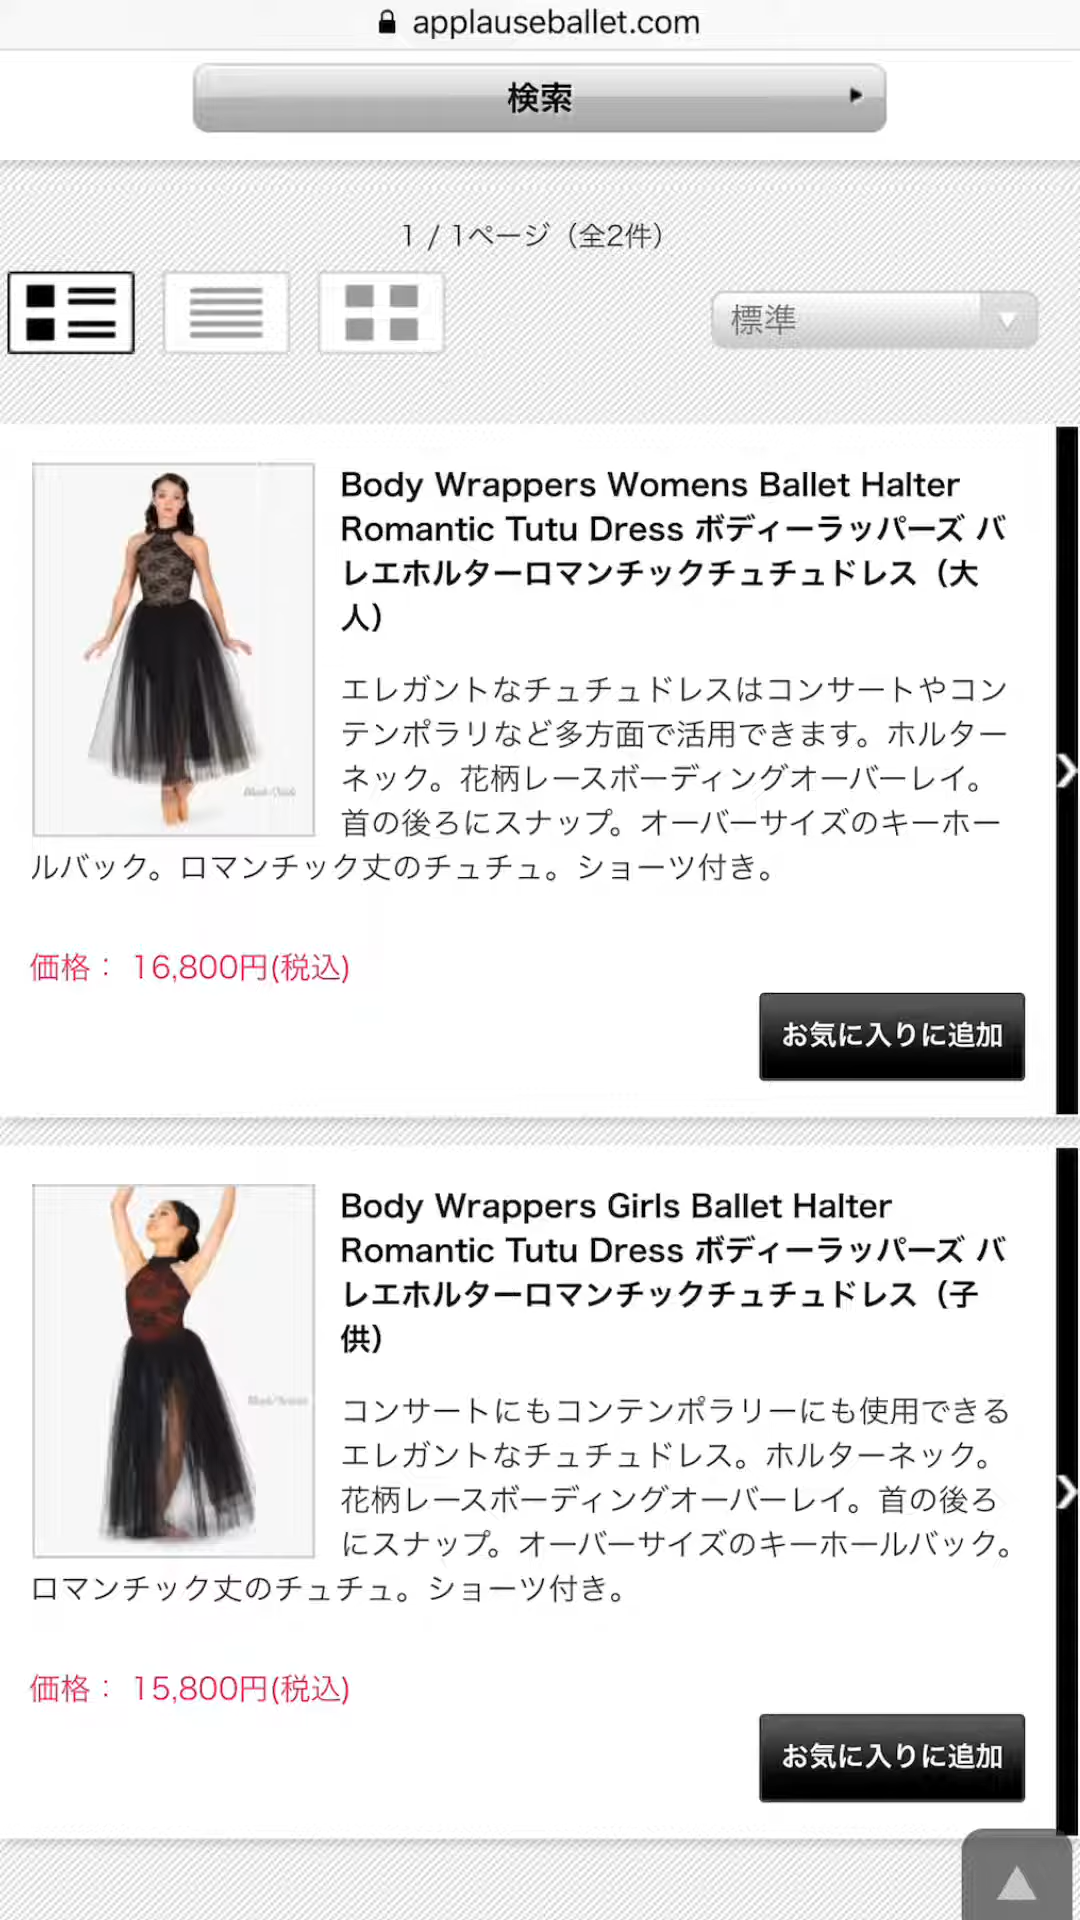 applauseballet.com
検索
1 / 1ページ（全2件）
標準
Body Wrappers Womens Ballet Halter
Romantic Tutu Dress ボディーラッパーズ バ
レエホルターロマンチックチュチュドレス（大
人）
エレガントなチュチュドレスはコンサートやコン
テンポラリなど多方面で活用できます。ホルター
ネック。花柄レースボーディングオーバーレイ。
首の後ろにスナップ。オーバーサイズのキーホー
ルバック。ロマンチック丈のチュチュ。ショーツ付き。
Black/Nude
価格： 16,800円(税込)
お気に入りに追加
Body Wrappers Girls Ballet Halter
Romantic Tutu Dress ボディーラッパーズ バ
レエホルターロマンチックチュチュドレス（子
供）
コンサートにもコンテンポラリーにも使用できる
エレガントなチュチュドレス。ホルターネック。
花柄レースボーディングオーバーレイ。首の後ろ
にスナップ。オーバーサイズのキーホールバック。
ロマンチック丈のチュチュ。ショーツ付き。
価格： 15,800円(税込)
お気に入りに追加